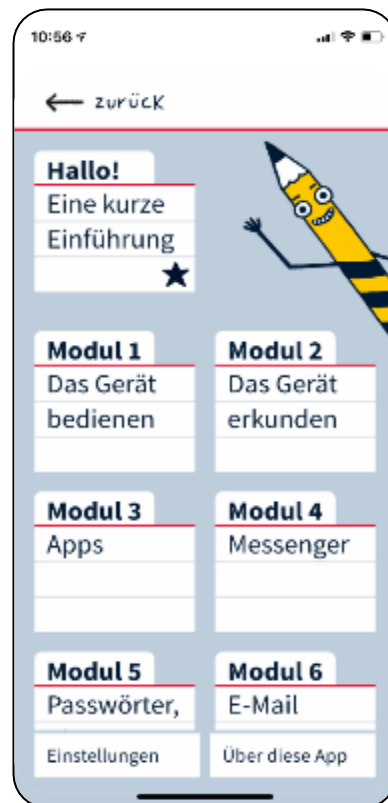 10:56
zurück
Hallo!
Eine kurze
Einführung
Modul 1
Das Gerät
bedienen
Modul 2
Das Gerät
erkunden
Modul 3
Apps
Modul 4
Messenger
Modul 5
Passwörter,
Modul 6
E-Mail
Einstellungen
Über diese App